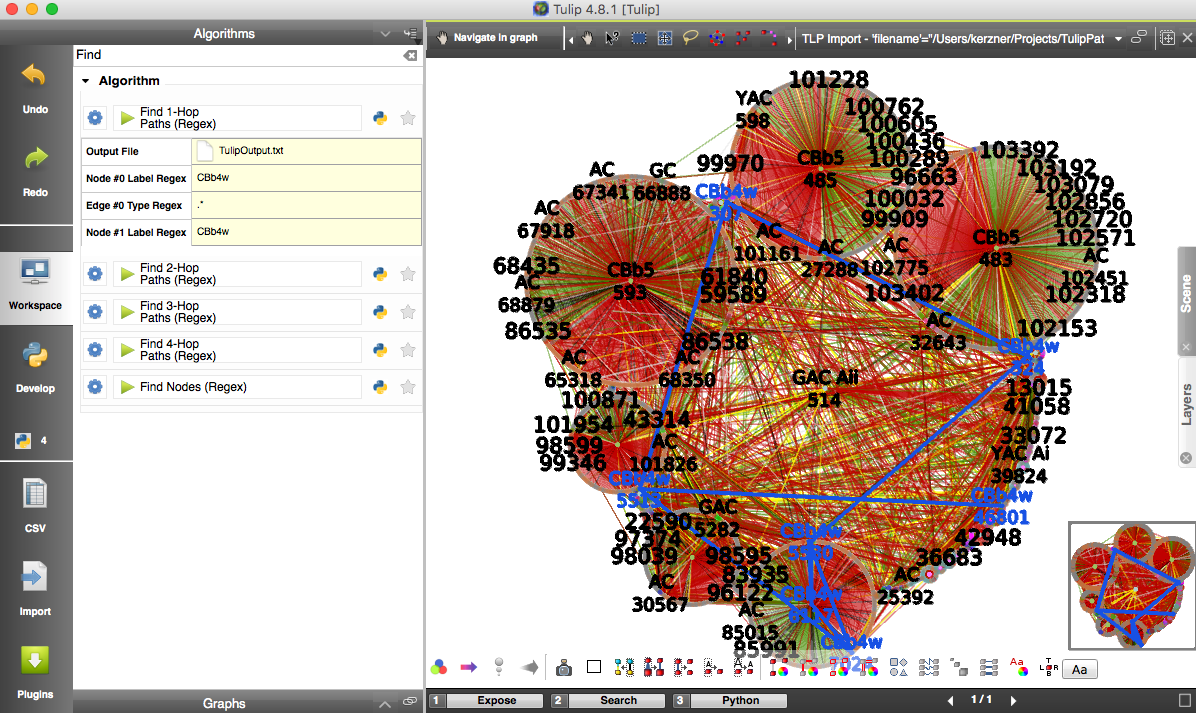 Tulip 4.8.1 [Tulip]
Algorithms
Navigate in graph
TLP Import - 'filename'="/Users/kerzner/Projects/TulipPat
Find
Undo
Redo
Workspace
Develop
4
CSV
Import
Plugins
Algorithm
Find 1-Hop
Paths (Regex)
Output File
TulipOutput.txt
Node #0 Label Regex
CBb4w
Edge #0 Type Regex
.*
Node #1 Label Regex
CBb4w
Find 2-Hop
Paths (Regex)
Find 3-Hop
Paths (Regex)
Find 4-Hop
Paths (Regex)
Find Nodes (Regex)
Graphs
101228
YAC
598
100762
100605
100436
100289
96663
100032
99909
CBb5
485
99970
103392
103192
103079
102856
102720
102571
AC
102451
102318
102153
CBb5
483
AC
67341
GC
66888
CBb4w
307
AC
67918
68435
AC
68879
86535
AC
65318
CBb5
593
AC
101161
AC
27288
AC
102775
61840
59589
103402
AC
32643
86538
AC
68350
CBb4w
324
GAC Aii
514
13015
41058
33072
YAC Ai
39824
100871
101954
43314
98599
99346
AC
101826
CBb4w
CBb4w
46801
GAC
5282
22590
97374
98039
AC
30567
CBb4w
98595
83935
96122
AC
85015
85991
CBb4w
CBb4w
42948
36683
AC
25392
Scene
Layers
Aa
1
Expose
2
Search
3
Python
1 / 1